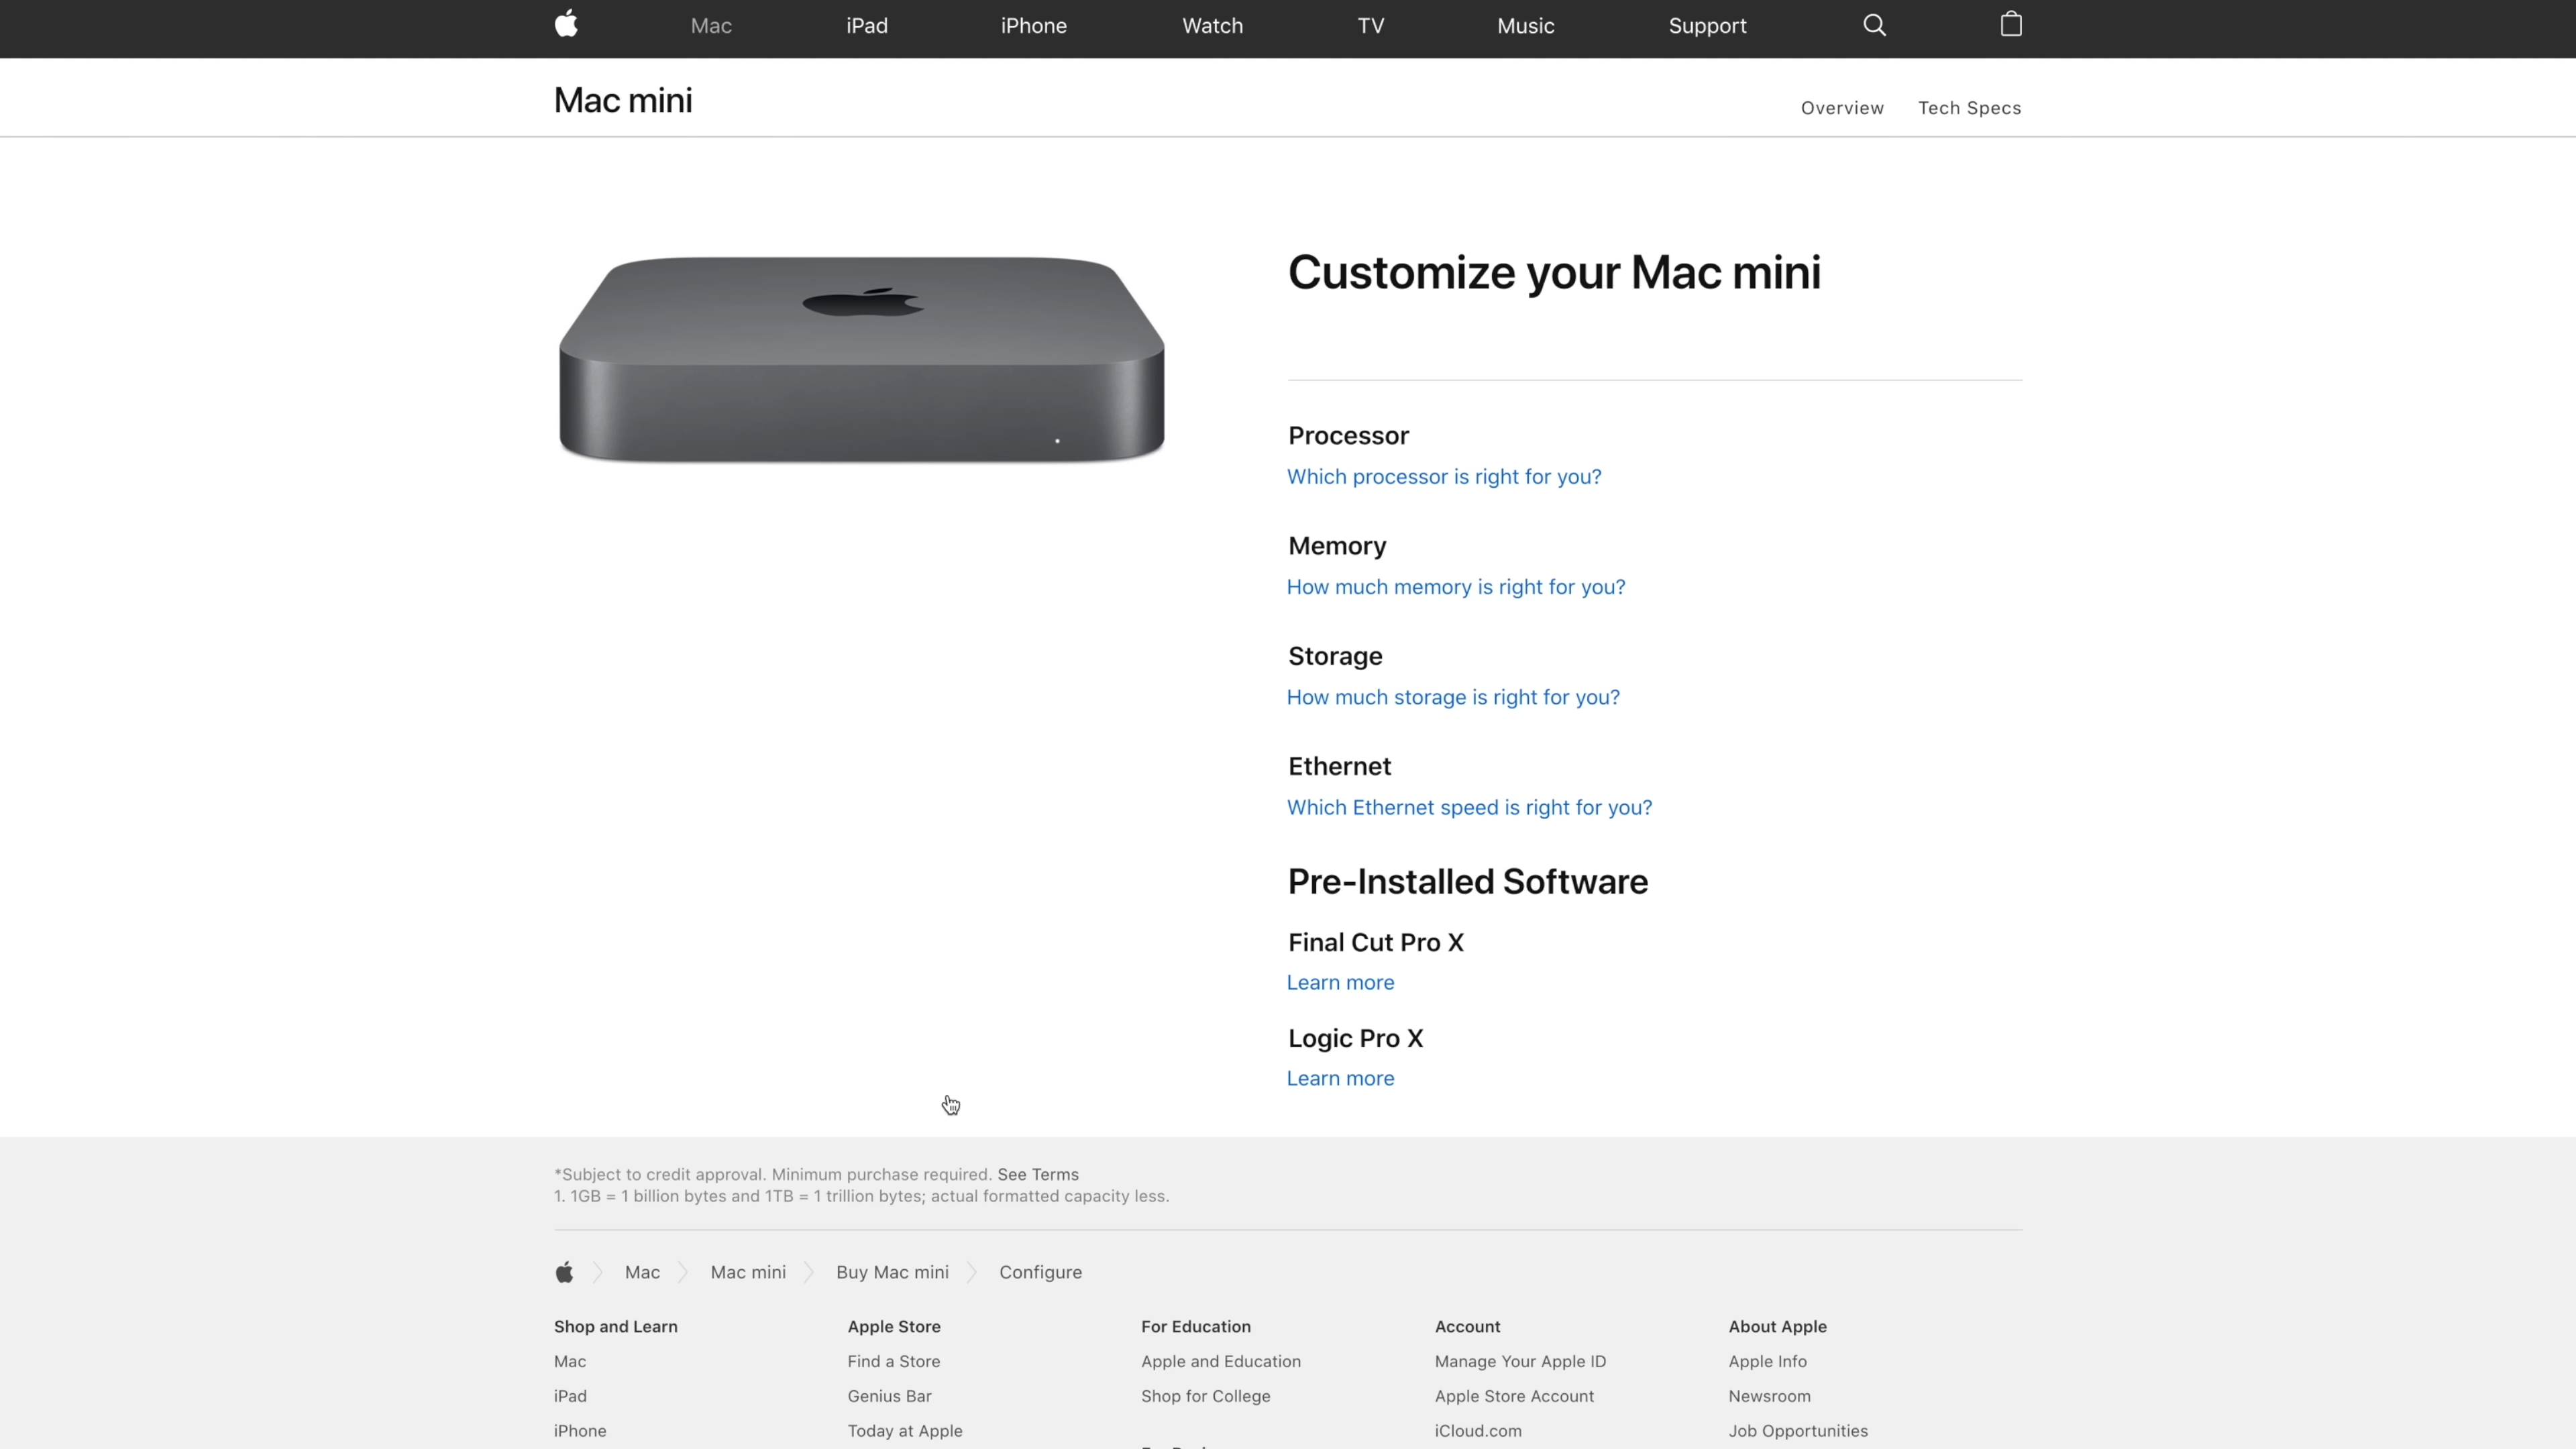 Mac iPad iPhone Watch TV Music Support
Mac mini
Overview Tech Specs
Customize your Mac mini
Processor
Which processor is right for you?
Memory
How much memory is right for you?
Storage
How much storage is right for you?
Ethernet
Which Ethernet speed is right for you?
Pre-Installed Software
Final Cut Pro X
Learn more
Logic Pro X
Learn more
*Subject to credit approval. Minimum purchase required. See Terms
1. 1GB = 1 billion bytes and 1TB = 1 trillion bytes; actual formatted capacity less.
Mac Mac mini Buy Mac mini Configure
Shop and Learn Apple Store For Education Account About Apple
Mac Find a Store Apple and Education Manage Your Apple ID Apple Info
iPad Genius Bar Shop for College Apple Store Account Newsroom
iPhone Today at Apple iCloud.com Job Opportunities